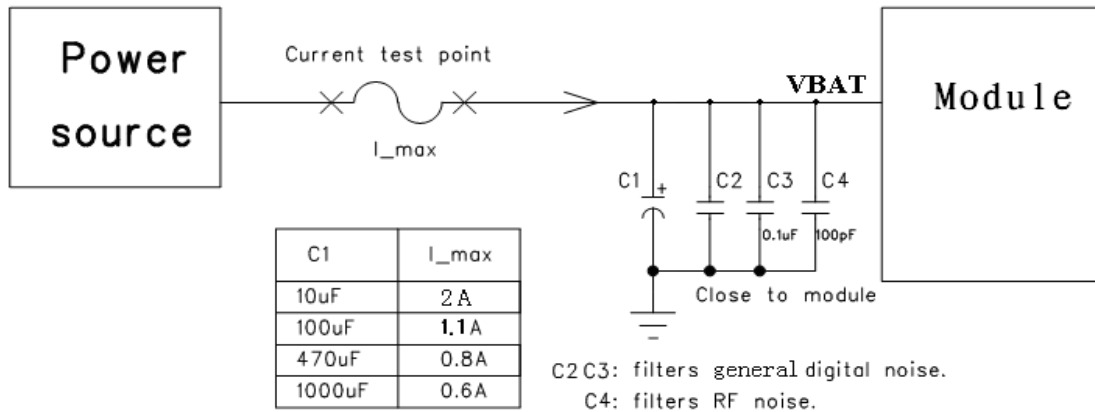 Power
source
Current test point
I_max
VBAT
Module
C1
+
C2
C3
C4
0.1uF
100pF
Close to module
C1 I_max
10uF 2A
100uF 1.1A
470uF 0.8A
1000uF 0.6A
C2 C3: filters general digital noise.
C4: filters RF noise.